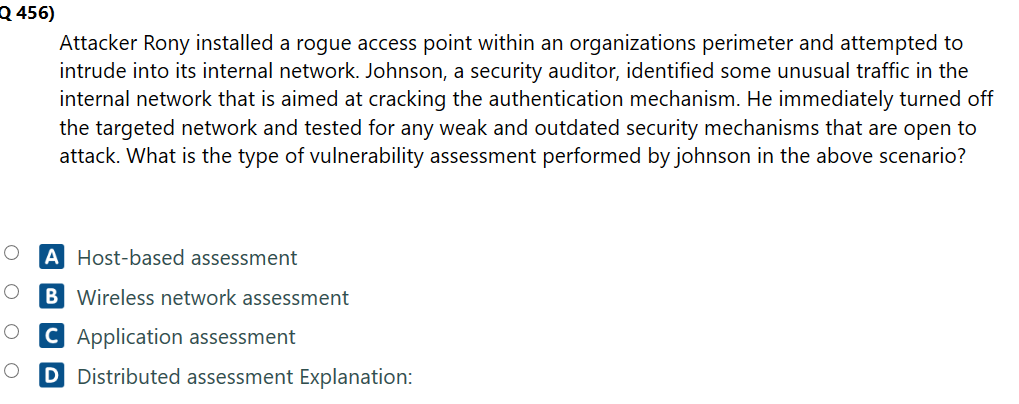 Q 456)
Attacker Rony installed a rogue access point within an organizations perimeter and attempted to
intrude into its internal network. Johnson, a security auditor, identified some unusual traffic in the
internal network that is aimed at cracking the authentication mechanism. He immediately turned off
the targeted network and tested for any weak and outdated security mechanisms that are open to
attack. What is the type of vulnerability assessment performed by johnson in the above scenario?
A Host-based assessment
B Wireless network assessment
C Application assessment
D Distributed assessment Explanation: